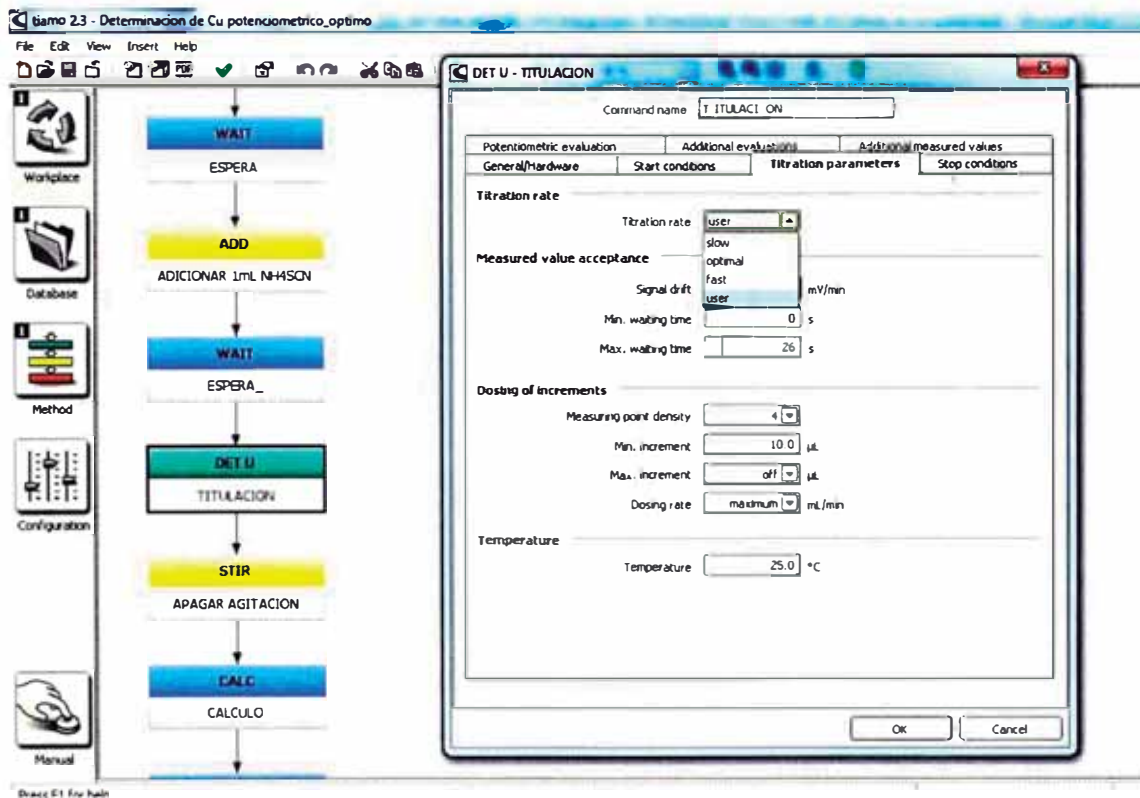 tiamo 2.3 - Determinacion de Cu potenciometrico_optimo
File Edit View Insert Help
PDF
Workplace
Database
Method
Configuration
Manual
WAIT
ESPERA
ADD
ADICIONAR 1mL NH4SCN
WAIT
ESPERA_
DET U
TITULACION
STIR
APAGAR AGITACION
CALC
CALCULO
DET U - TITULACION
Command name T ITULACI ON
Potentiometric evaluation Additional evaluations Additional measured values
General/Hardware Start conditions Titration parameters Stop conditions
Titration rate
Titration rate user
slow
optimal
fast
user
Measured value acceptance
Signal drift mV/min
Min. waiting time 0 s
Max. waiting time 26 s
Dosing of increments
Measuring point density 4
Min. increment 10.0 µL
Max. increment off µL
Dosing rate maximum mL/min
Temperature
Temperature 25.0 °C
OK Cancel
Press F1 for help